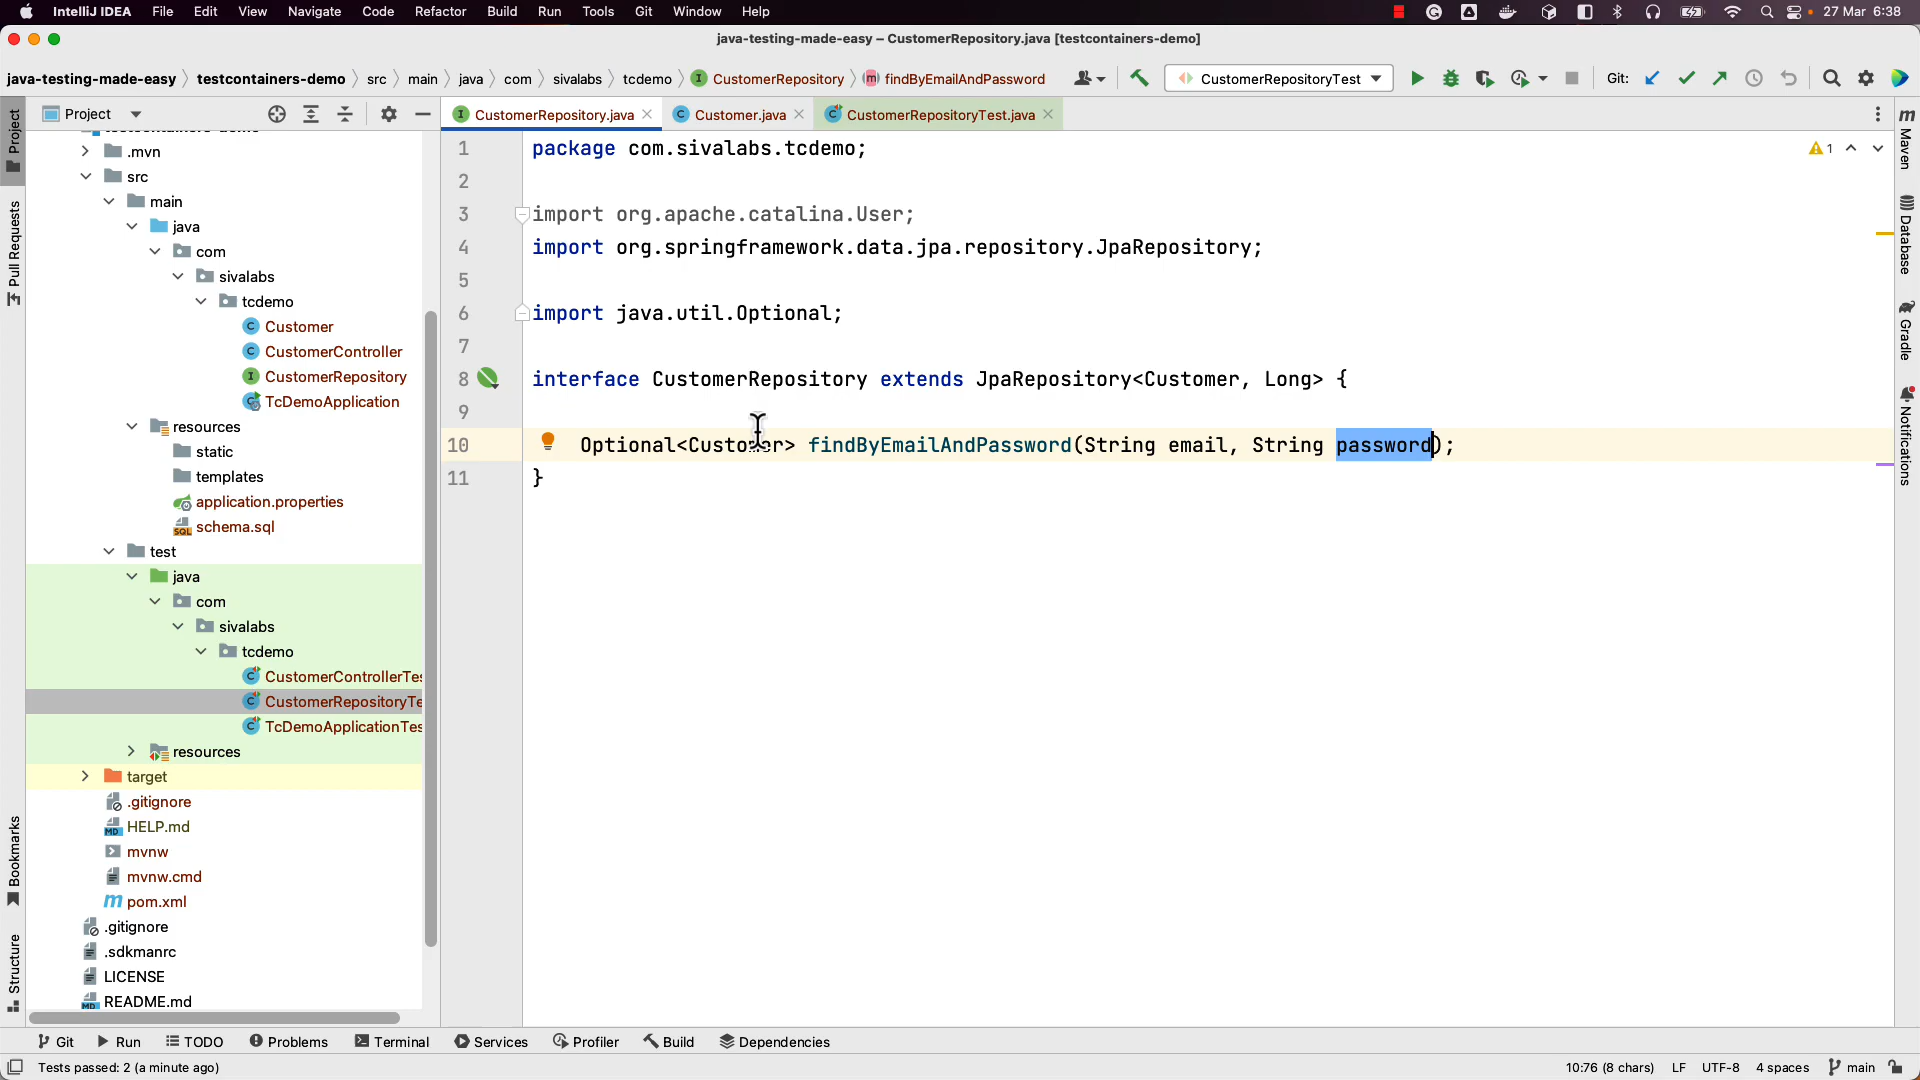 IntelliJ IDEA File Edit View Navigate Code Refactor Build Run Tools Git Window Help 27 Mar 6:38
java-testing-made-easy – CustomerRepository.java [testcontainers-demo]
java-testing-made-easy testcontainers-demo src main java com sivalabs tcdemo CustomerRepository findByEmailAndPassword CustomerRepositoryTest Git:
Project
CustomerRepository.java Customer.java CustomerRepositoryTest.java
.mvn
src
main
java
com
sivalabs
tcdemo
Customer
CustomerController
CustomerRepository
TcDemoApplication
resources
static
templates
application.properties
schema.sql
test
java
com
sivalabs
tcdemo
CustomerControllerTes
CustomerRepositoryTe
TcDemoApplicationTes
resources
target
.gitignore
HELP.md
mvnw
mvnw.cmd
pom.xml
.gitignore
.sdkmanrc
LICENSE
README.md
1 package com.sivalabs.tcdemo;
2
3 import org.apache.catalina.User;
4 import org.springframework.data.jpa.repository.JpaRepository;
5
6 import java.util.Optional;
7
8 interface CustomerRepository extends JpaRepository<Customer, Long> {
9
10 Optional<Customer> findByEmailAndPassword(String email, String password);
11 }
1
Project
Pull Requests
Bookmarks
Structure
Maven
Database
Gradle
Notifications
Git Run TODO Problems Terminal Services Profiler Build Dependencies
Tests passed: 2 (a minute ago) 10:76 (8 chars) LF UTF-8 4 spaces main